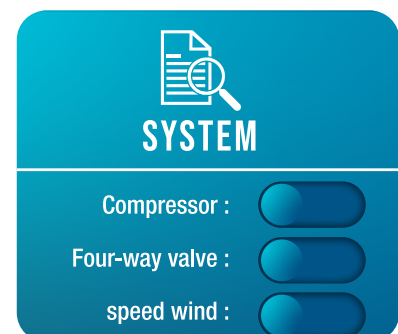 SYSTEM
Compressor :
Four-way valve :
speed wind :